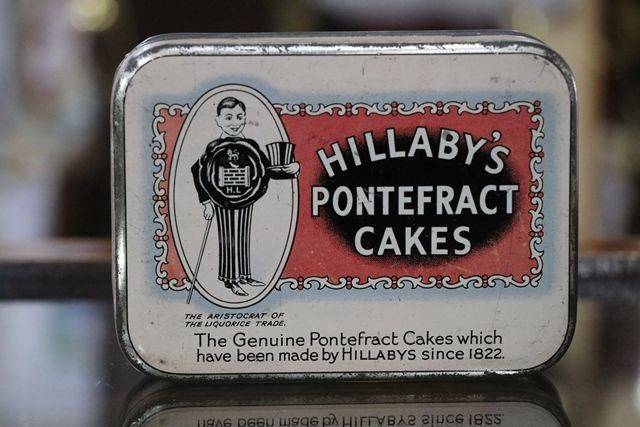 HILLABY'S
PONTEFRACT
CAKES
H.L
THE ARISTOCRAT OF
THE LIQUORICE TRADE.
The Genuine Pontefract Cakes which
have been made by HILLABYS since 1822.